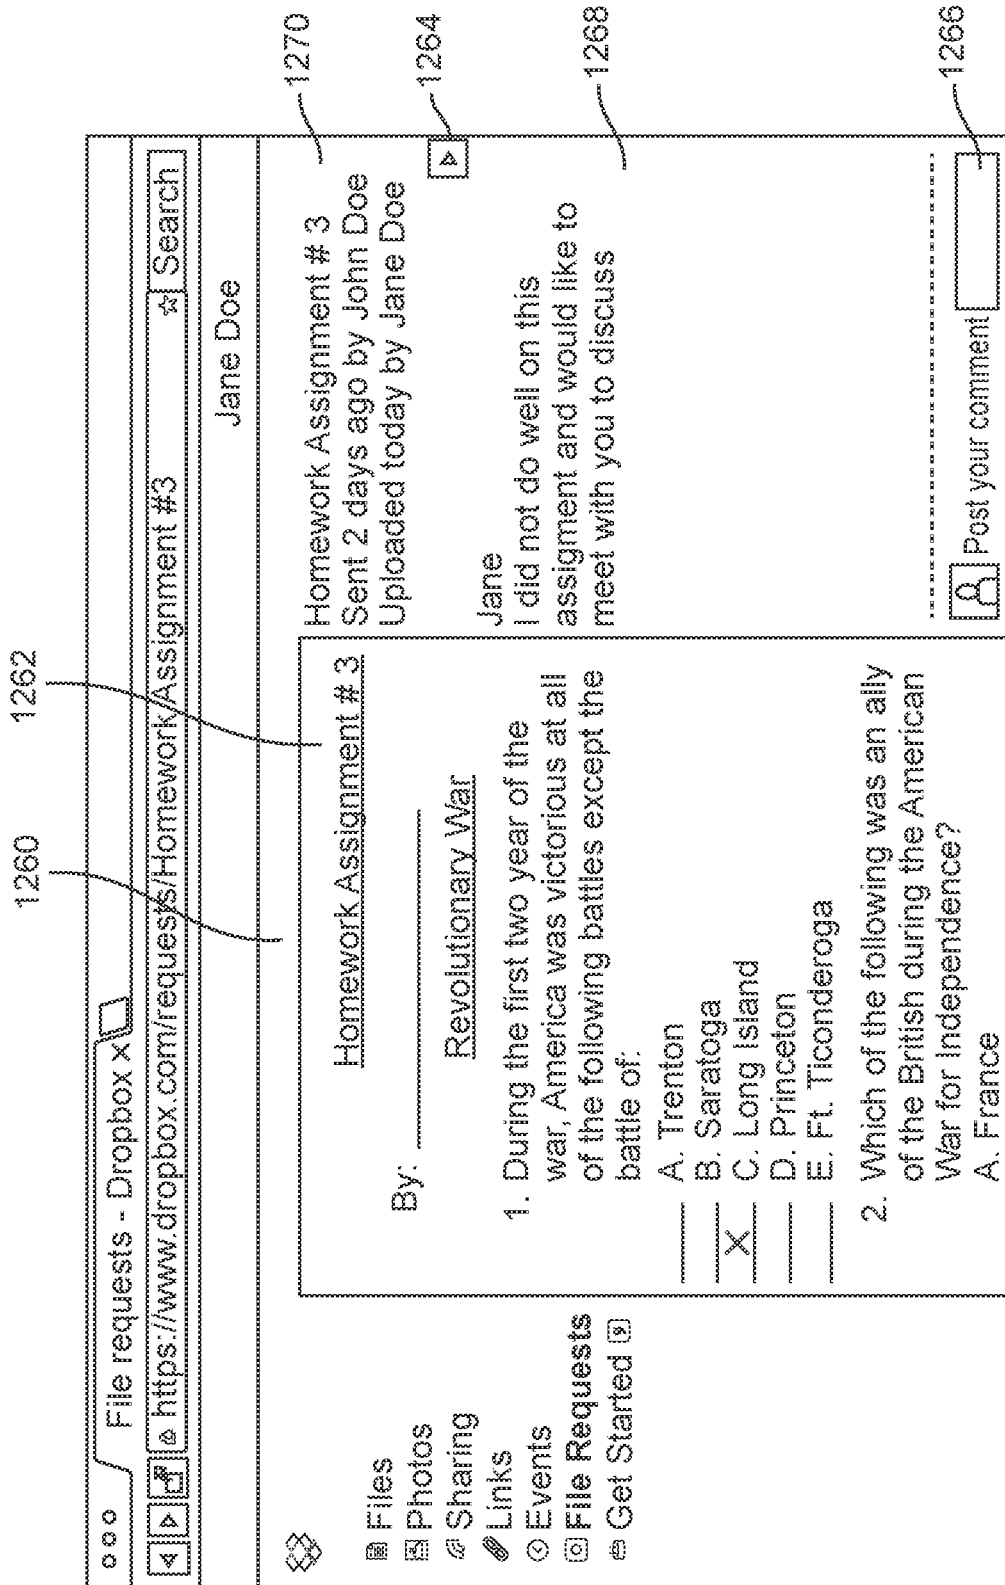 1260
1262
File requests - Dropbox x
https://www.dropbox.com/requests/Homework/Assignment #3
Search
Jane Doe
Files
Photos
Sharing
Links
Events
File Requests
Get Started
Homework Assignment # 3
By:
Revolutionary War
1. During the first two year of the
war, America was victorious at all
of the following battles except the
battle of:
A. Trenton
B. Saratoga
X C. Long Island
D. Princeton
E. Ft. Ticonderoga
2. Which of the following was an ally
of the British during the American
War for Independence?
A. France
Homework Assignment # 3
Sent 2 days ago by John Doe
Uploaded today by Jane Doe
Jane
I did not do well on this
assigment and would like to
meet with you to discuss
Post your comment
1270
1264
1268
1266